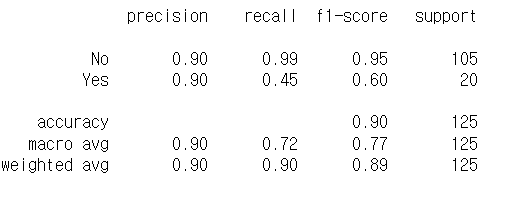 precision recall f1-score support
No 0.90 0.99 0.95 105
Yes 0.90 0.45 0.60 20
accuracy 0.90 125
macro avg 0.90 0.72 0.77 125
weighted avg 0.90 0.90 0.89 125